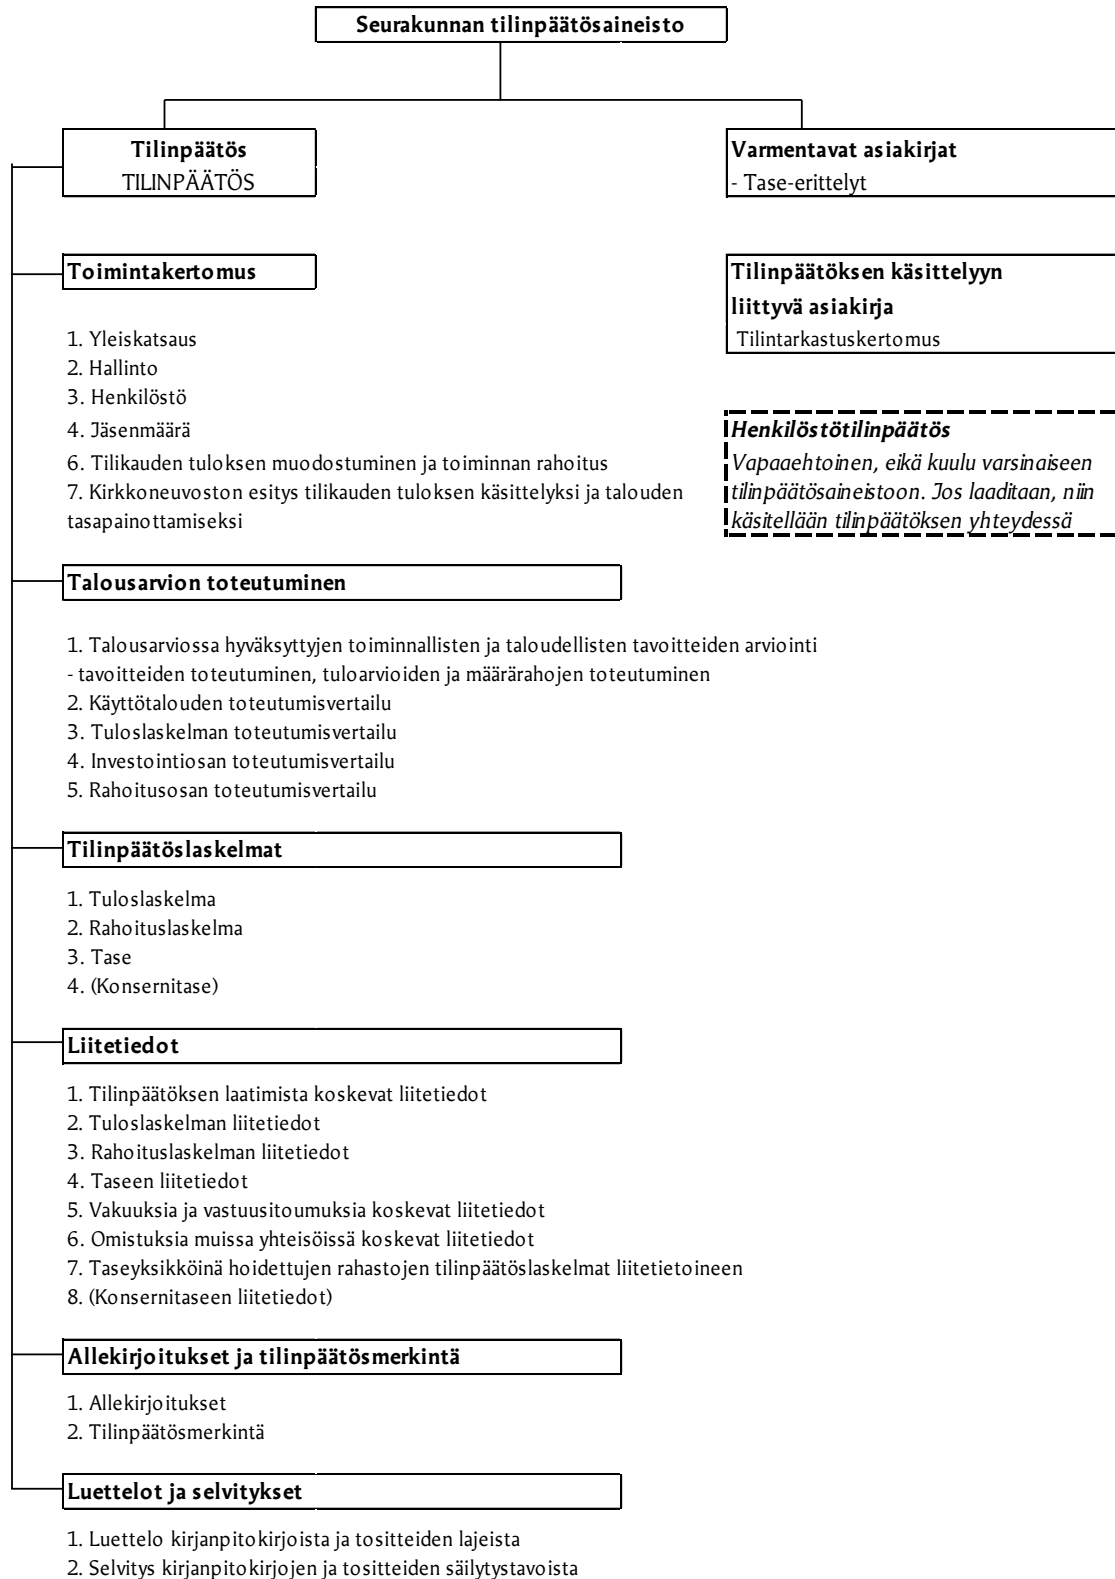 Seurakunnan tilinpäätösaineisto
Tilinpäätös
TILINPÄÄTÖS
Varmentavat asiakirjat
- Tase-erittelyt
Toimintakertomus
1. Yleiskatsaus
2. Hallinto
3. Henkilöstö
4. Jäsenmäärä
6. Tilikauden tuloksen muodostuminen ja toiminnan rahoitus
7. Kirkkoneuvoston esitys tilikauden tuloksen käsittelyksi ja talouden
tasapainottamiseksi
Tilinpäätöksen käsittelyyn
liittyvä asiakirja
Tilintarkastuskertomus
Henkilöstötilinpäätös
Vapaaehtoinen, eikä kuulu varsinaiseen
tilinpäätösaineistoon. Jos laaditaan, niin
käsitellään tilinpäätöksen yhteydessä
Talousarvion toteutuminen
1. Talousarviossa hyväksyttyjen toiminnallisten ja taloudellisten tavoitteiden arviointi
- tavoitteiden toteutuminen, tuloarvioiden ja määrärahojen toteutuminen
2. Käyttötalouden toteutumisvertailu
3. Tuloslaskelman toteutumisvertailu
4. Investointiosan toteutumisvertailu
5. Rahoitusosan toteutumisvertailu
Tilinpäätöslaskelmat
1. Tuloslaskelma
2. Rahoituslaskelma
3. Tase
4. (Konsernitase)
Liitetiedot
1. Tilinpäätöksen laatimista koskevat liitetiedot
2. Tuloslaskelman liitetiedot
3. Rahoituslaskelman liitetiedot
4. Taseen liitetiedot
5. Vakuuksia ja vastuusitoumuksia koskevat liitetiedot
6. Omistuksia muissa yhteisöissä koskevat liitetiedot
7. Taseyksikköinä hoidettujen rahastojen tilinpäätöslaskelmat liitetietoineen
8. (Konsernitaseen liitetiedot)
Allekirjoitukset ja tilinpäätösmerkintä
1. Allekirjoitukset
2. Tilinpäätösmerkintä
Luettelot ja selvitykset
1. Luettelo kirjanpitokirjoista ja tositteiden lajeista
2. Selvitys kirjanpitokirjojen ja tositteiden säilytystavoista